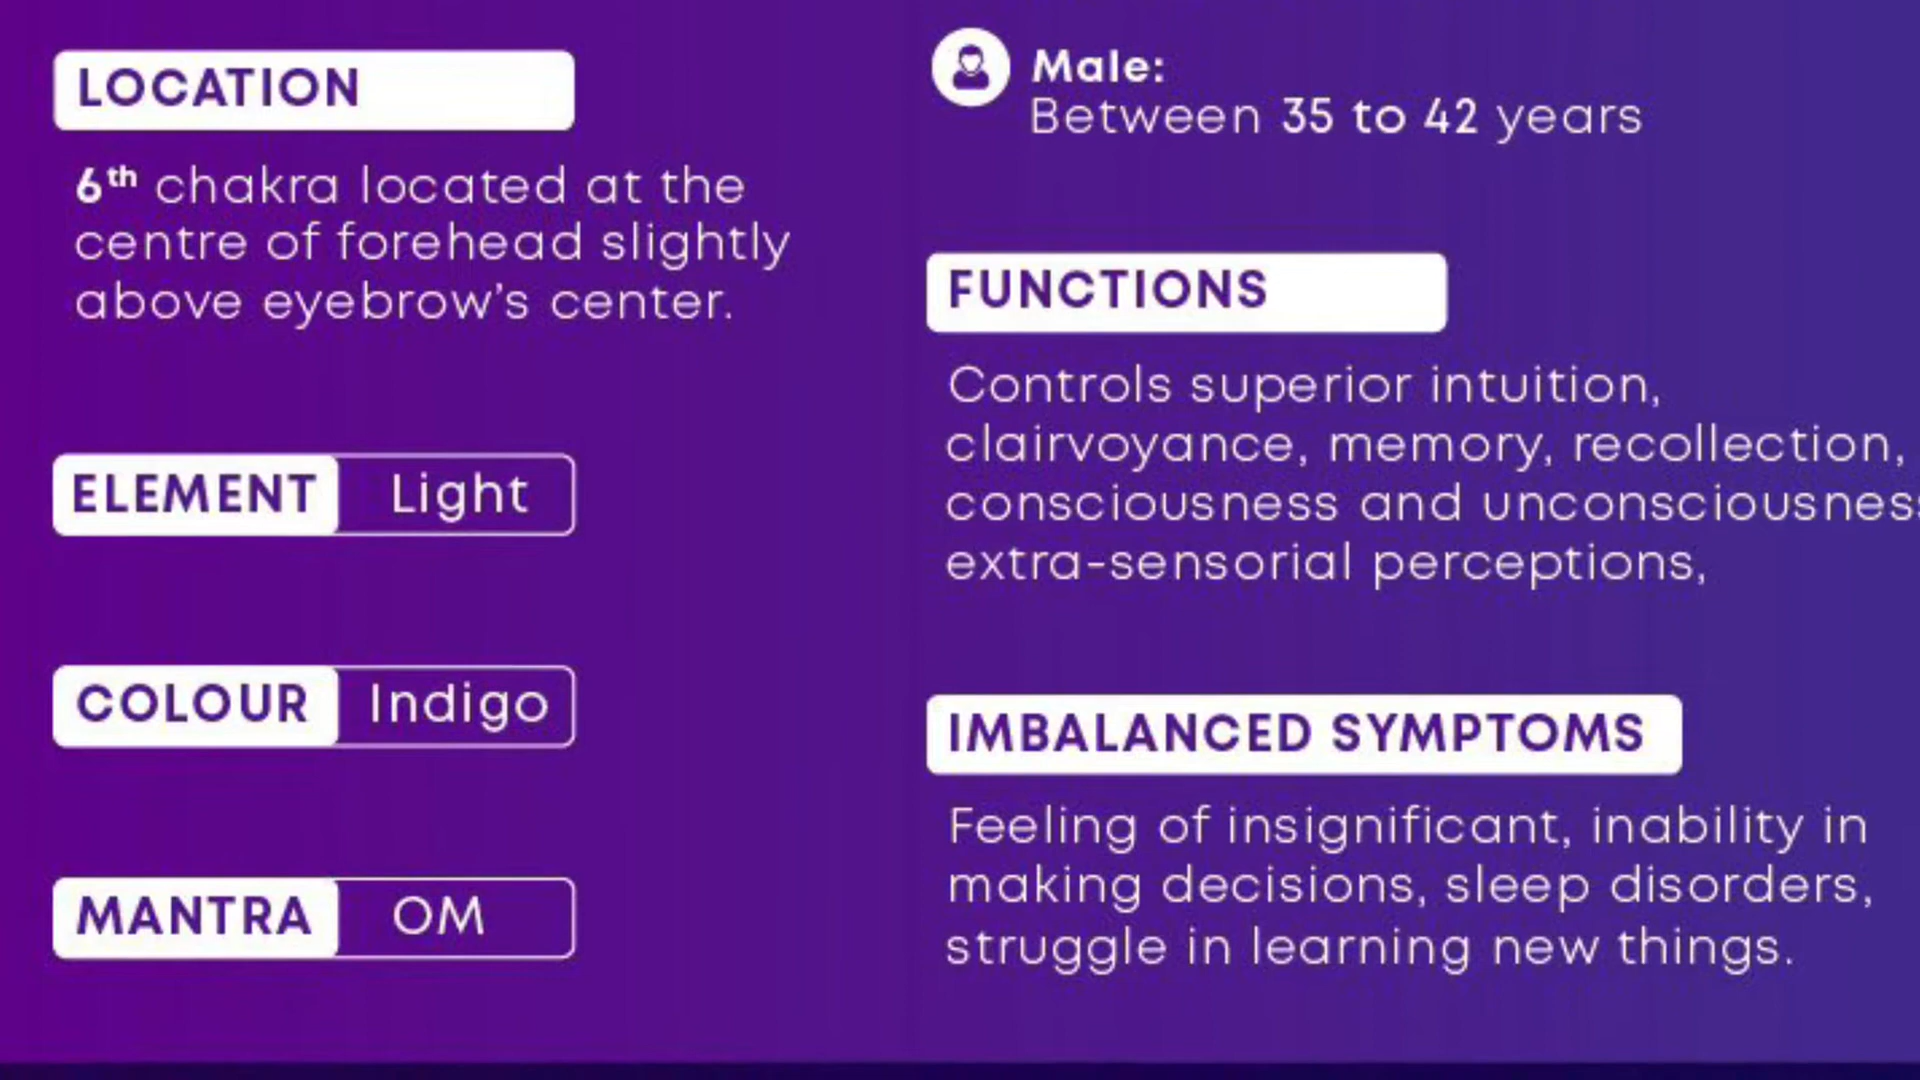 LOCATION
6th chakra located at the
centre of forehead slightly
above eyebrow's center.
ELEMENT Light
COLOUR Indigo
MANTRA OM
Male:
Between 35 to 42 years
FUNCTIONS
Controls superior intuition,
clairvoyance, memory, recollection,
consciousness and unconsciousness
extra-sensorial perceptions,
IMBALANCED SYMPTOMS
Feeling of insignificant, inability in
making decisions, sleep disorders,
struggle in learning new things.